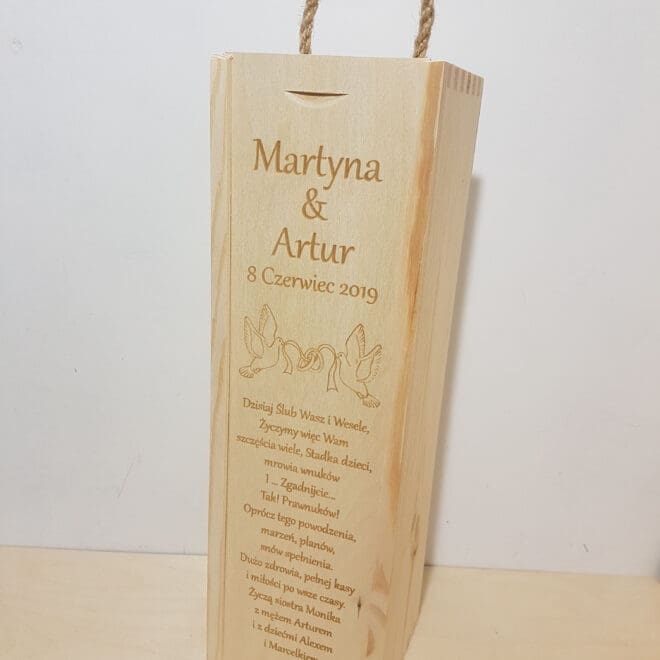 Martyna
&
Artur
8 Czerwiec 2019
Dzisiaj Ślub Wasz i Wesele,
Życzymy więc Wam
szczęścia wiele, Stadka dzieci,
mrowia wnuków
I ... Zgadnijcie...
Tak! Prawnuków!
Oprócz tego powodzenia,
marzeń, planów,
snów spełnienia.
Dużo zdrowia, pełnej kasy
i miłości po wsze czasy.
Życzą siostra Monika
z mężem Arturem
i z dziećmi Alexem
i Marcelkiem